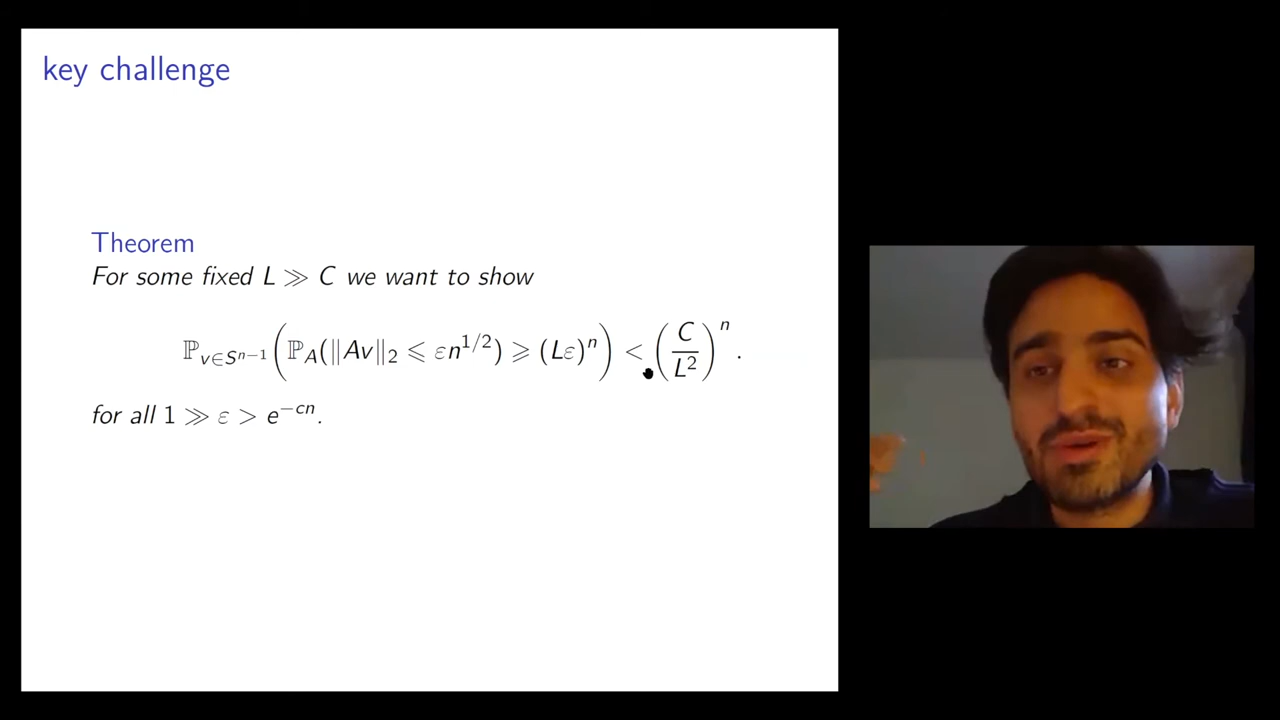 key challenge
Theorem
For some fixed L ≫ C we want to show
ℙ_{v∈S^{n−1}}(ℙ_A(‖Av‖₂ ⩽ εn^{1/2}) ⩾ (Lε)^n) < (C/L²)^n.
for all 1 ≫ ε > e^{−cn}.